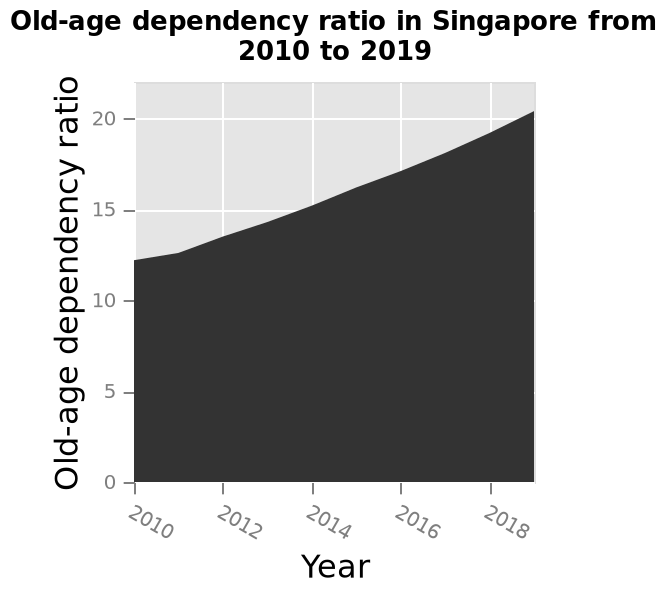 Old-age dependency ratio in Singapore from
2010 to 2019
Old-age dependency ratio
20
15
10
5
0
2010
2012
2014
2016
2018
Year